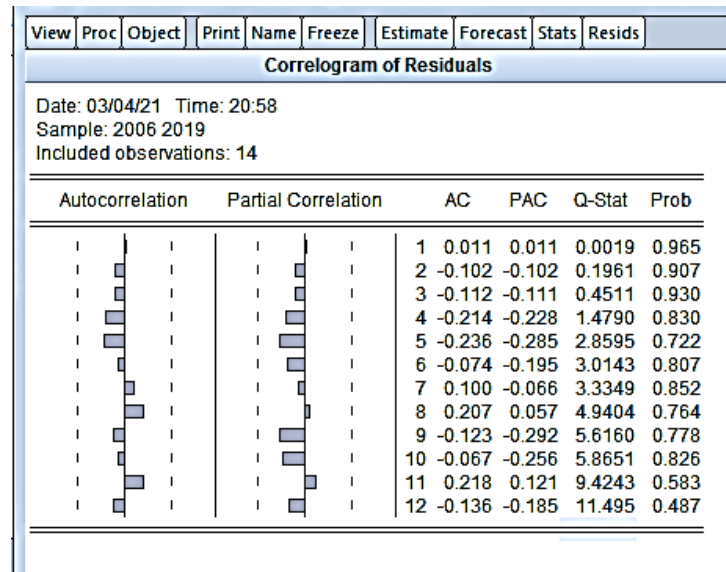 View Proc Object Print Name Freeze Estimate Forecast Stats Resids
Correlogram of Residuals
Date: 03/04/21 Time: 20:58
Sample: 2006 2019
Included observations: 14
Autocorrelation Partial Correlation AC PAC Q-Stat Prob
1 0.011 0.011 0.0019 0.965
2 -0.102 -0.102 0.1961 0.907
3 -0.112 -0.111 0.4511 0.930
4 -0.214 -0.228 1.4790 0.830
5 -0.236 -0.285 2.8595 0.722
6 -0.074 -0.195 3.0143 0.807
7 0.100 -0.066 3.3349 0.852
8 0.207 0.057 4.9404 0.764
9 -0.123 -0.292 5.6160 0.778
10 -0.067 -0.256 5.8651 0.826
11 0.218 0.121 9.4243 0.583
12 -0.136 -0.185 11.495 0.487